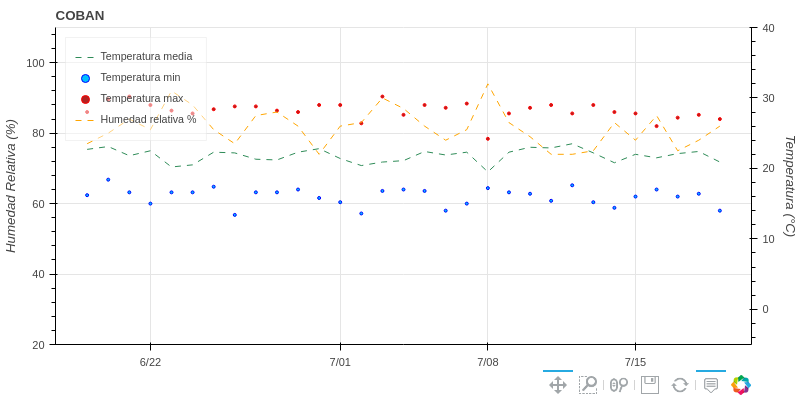 COBAN
Temperatura media
Temperatura min
Temperatura max
Humedad relativa %
Humedad Relativa (%)
100
80
60
40
20
40
30
20
10
0
Temperatura (°C)
6/22
7/01
7/08
7/15